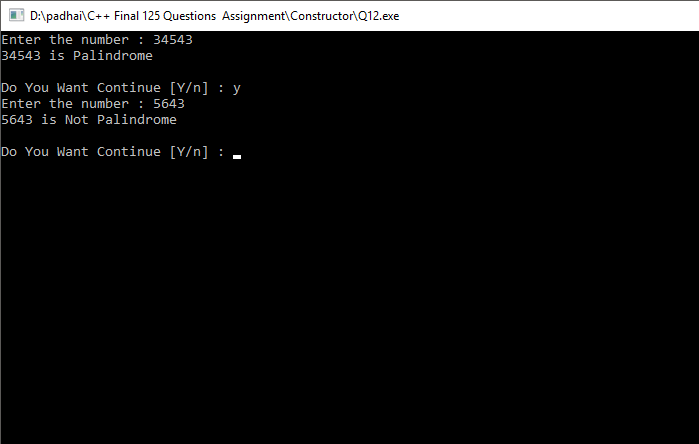 D:\padhai\C++ Final 125 Questions  Assignment\Constructor\Q12.exe
Enter the number : 34543
34543 is Palindrome
Do You Want Continue [Y/n] : y
Enter the number : 5643
5643 is Not Palindrome
Do You Want Continue [Y/n] :